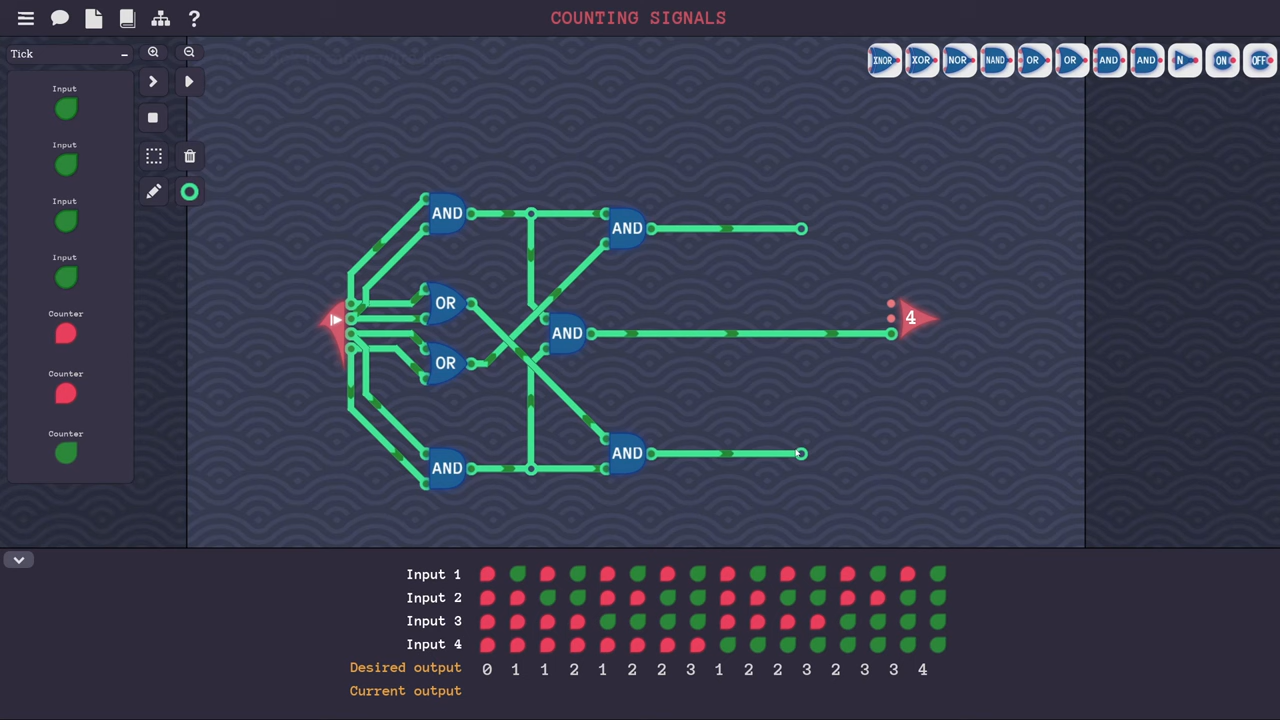 COUNTING SIGNALS
?
Tick
XNOR XOR NOR NAND OR OR AND AND N ON OFF
Input
Input
Input
Input
Counter
Counter
Counter
AND
AND
OR
AND
4
OR
AND
AND
Input 1
Input 2
Input 3
Input 4
Desired output 0 1 1 2 1 2 2 3 1 2 2 3 2 3 3 4
Current output